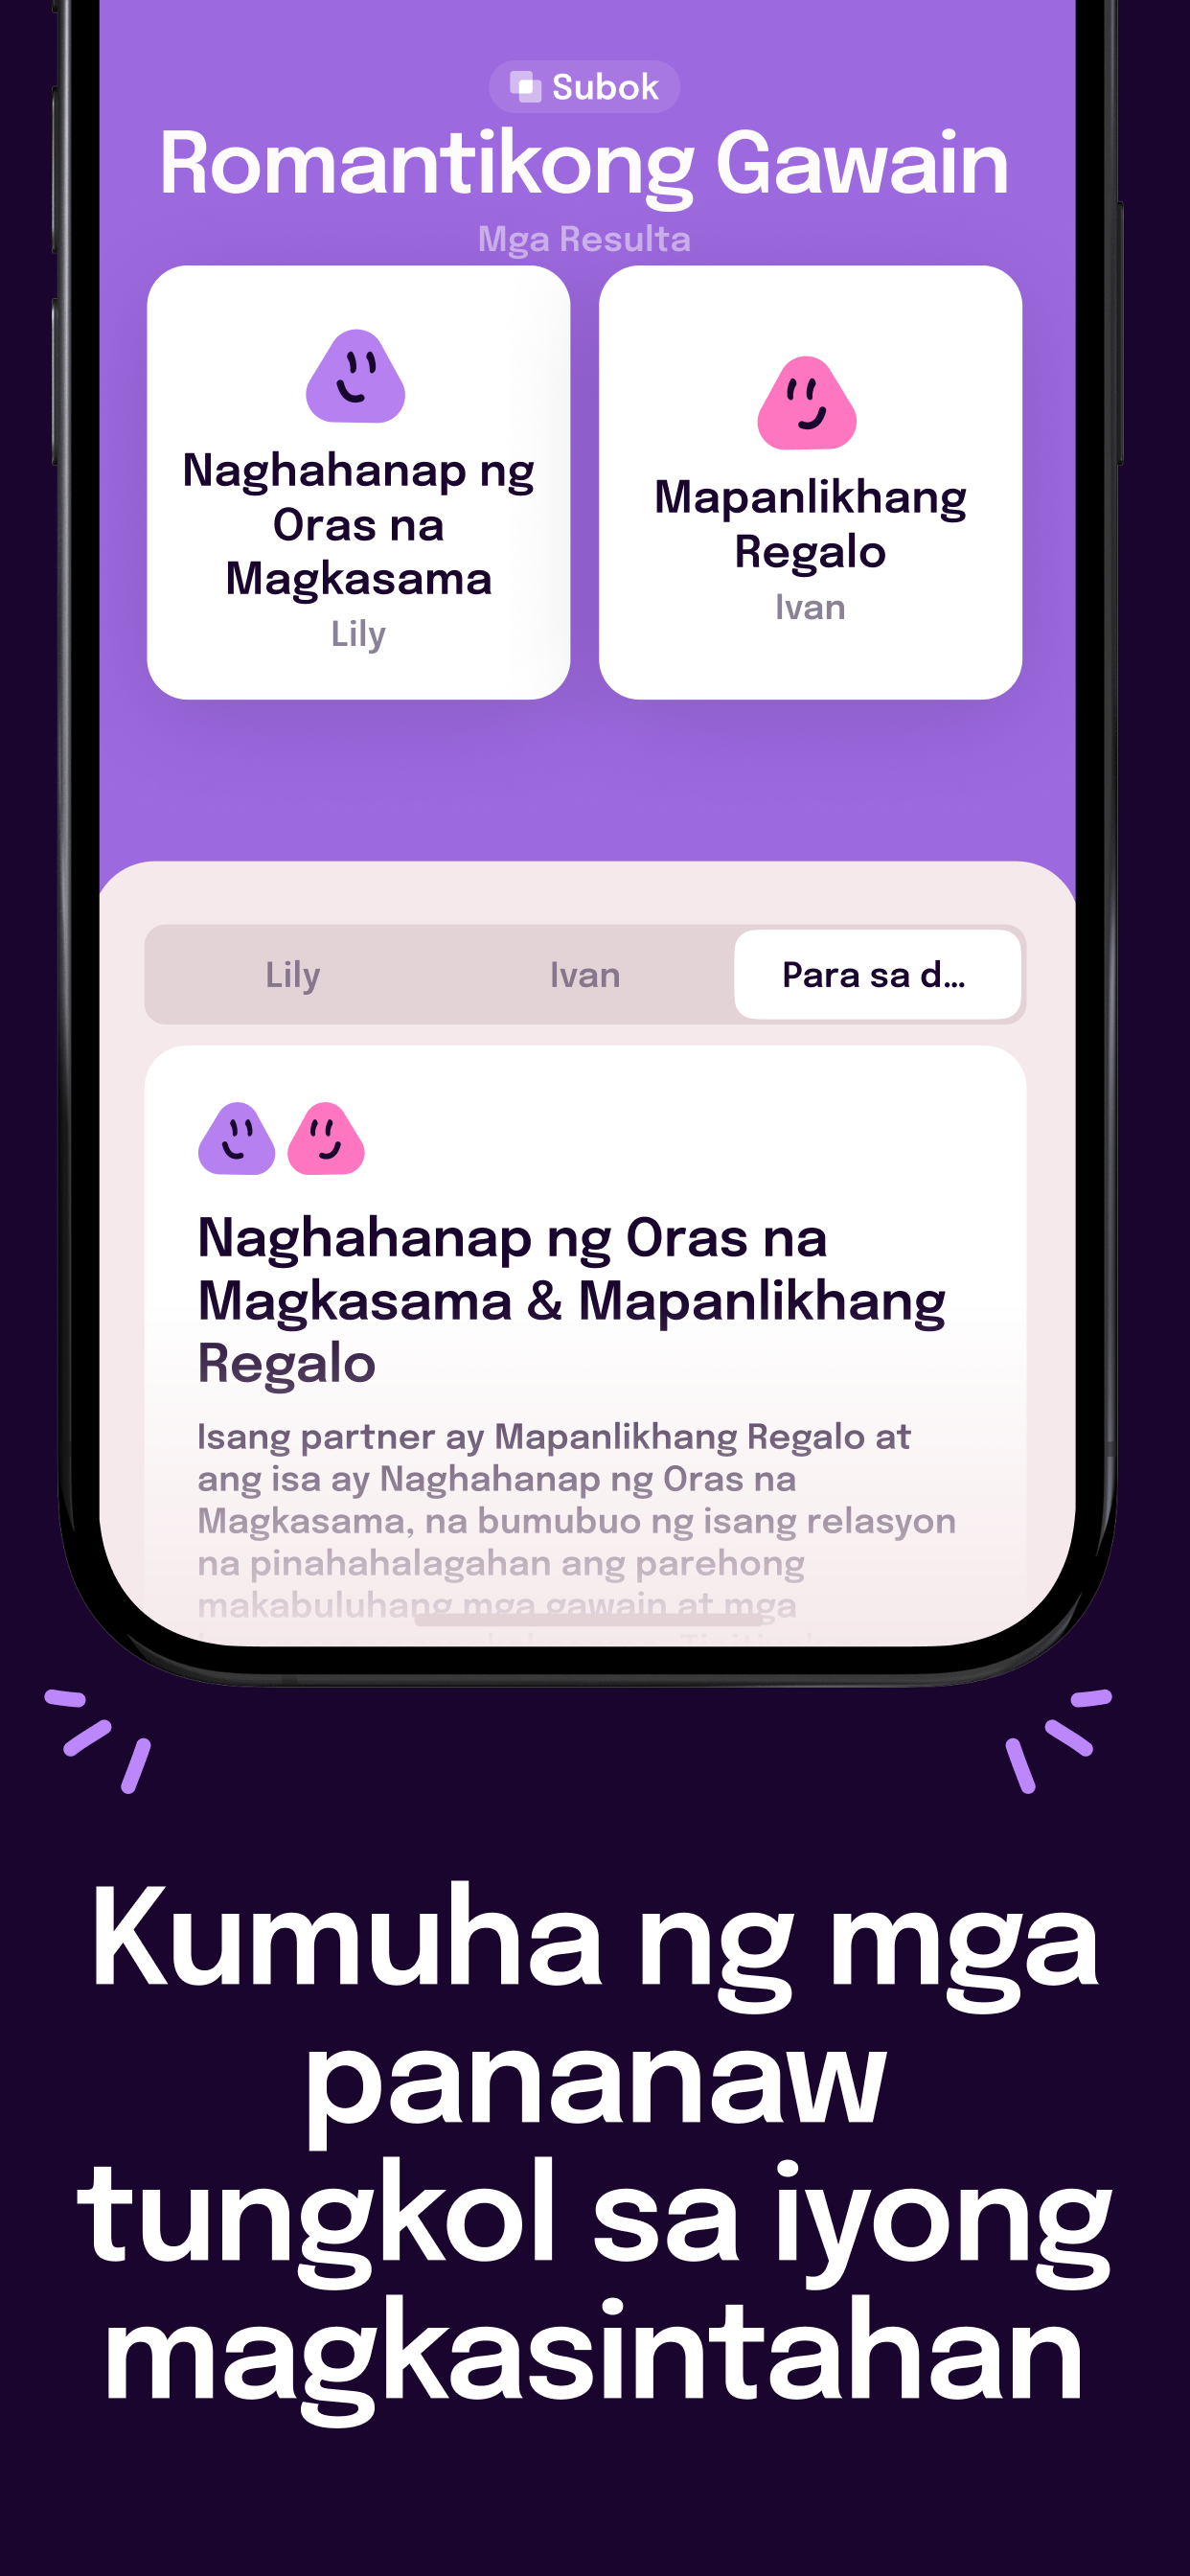 Subok
Romantikong Gawain
Mga Resulta
Naghahanap ng
Oras na
Magkasama
Lily
Mapanlikhang
Regalo
Ivan
Lily
Ivan
Para sa d...
Naghahanap ng Oras na
Magkasama & Mapanlikhang
Regalo
Isang partner ay Mapanlikhang Regalo at
ang isa ay Naghahanap ng Oras na
Magkasama, na bumubuo ng isang relasyon
na pinahahalagahan ang parehong
makabuluhang mga gawain at mga
Kumuha ng mga
pananaw
tungkol sa iyong
magkasintahan